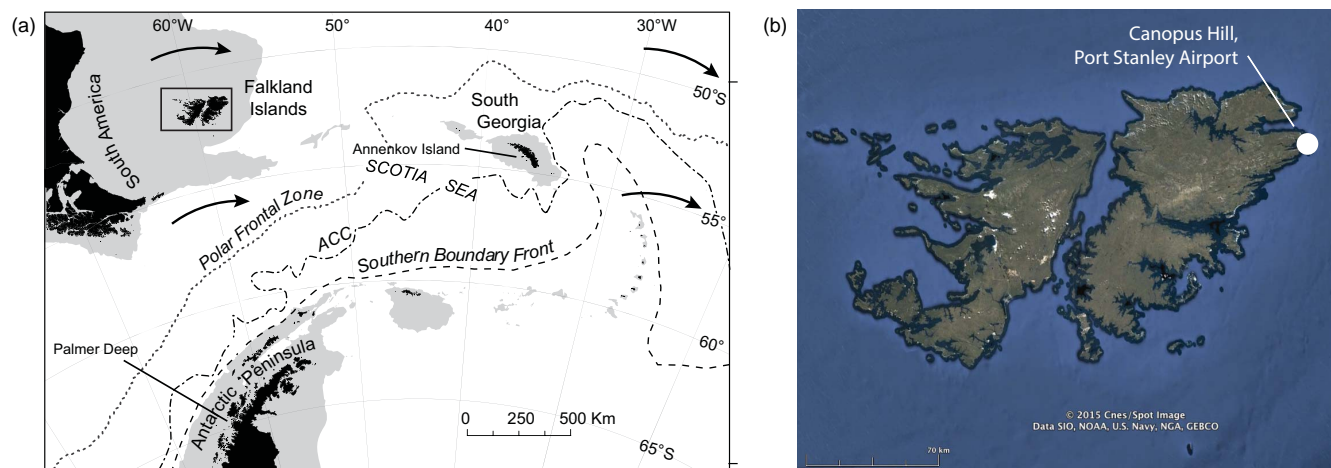 (a)
60°W
50°
40°
30°W
South America
Falkland
Islands
50°S
South
Georgia
Annenkov Island
SCOTIA
SEA
Polar Frontal Zone
ACC
55°
Southern Boundary Front
60°
Palmer Deep
Antarctic Peninsula
0 250 500 Km
65°S
(b)
Canopus Hill,
Port Stanley Airport
© 2015 Cnes/Spot Image
Data SIO, NOAA, U.S. Navy, NGA, GEBCO
70 km